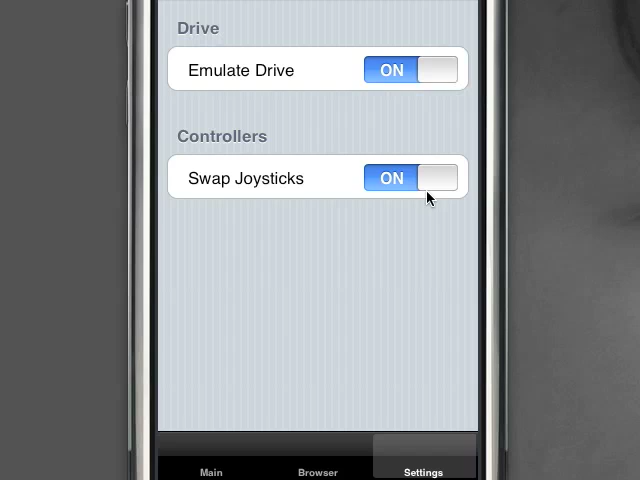 Drive
Emulate Drive ON
Controllers
Swap Joysticks ON
Main Browser Settings